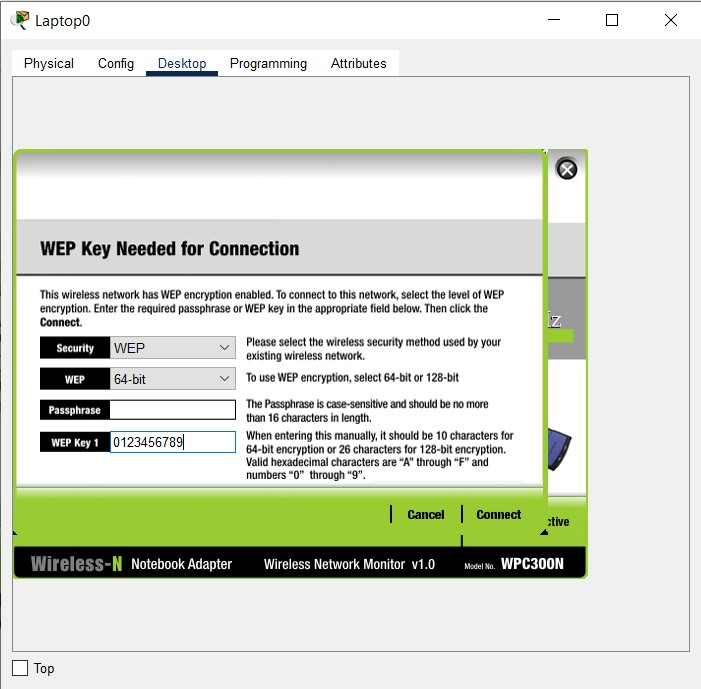 Laptop0
Physical Config Desktop Programming Attributes
WEP Key Needed for Connection
This wireless network has WEP encryption enabled. To connect to this network, select the level of WEP
encryption. Enter the required passphrase or WEP key in the appropriate field below. Then click the
Connect.
Security WEP
Please select the wireless security method used by your
existing wireless network.
WEP 64-bit
To use WEP encryption, select 64-bit or 128-bit
Passphrase
The Passphrase is case-sensitive and should be no more
than 16 characters in length.
WEP Key 1 0123456789
When entering this manually, it should be 10 characters for
64-bit encryption or 26 characters for 128-bit encryption.
Valid hexadecimal characters are “A” through “F” and
numbers “0” through “9”.
Cancel Connect
Wireless-N Notebook Adapter Wireless Network Monitor v1.0 Model No. WPC300N
Top